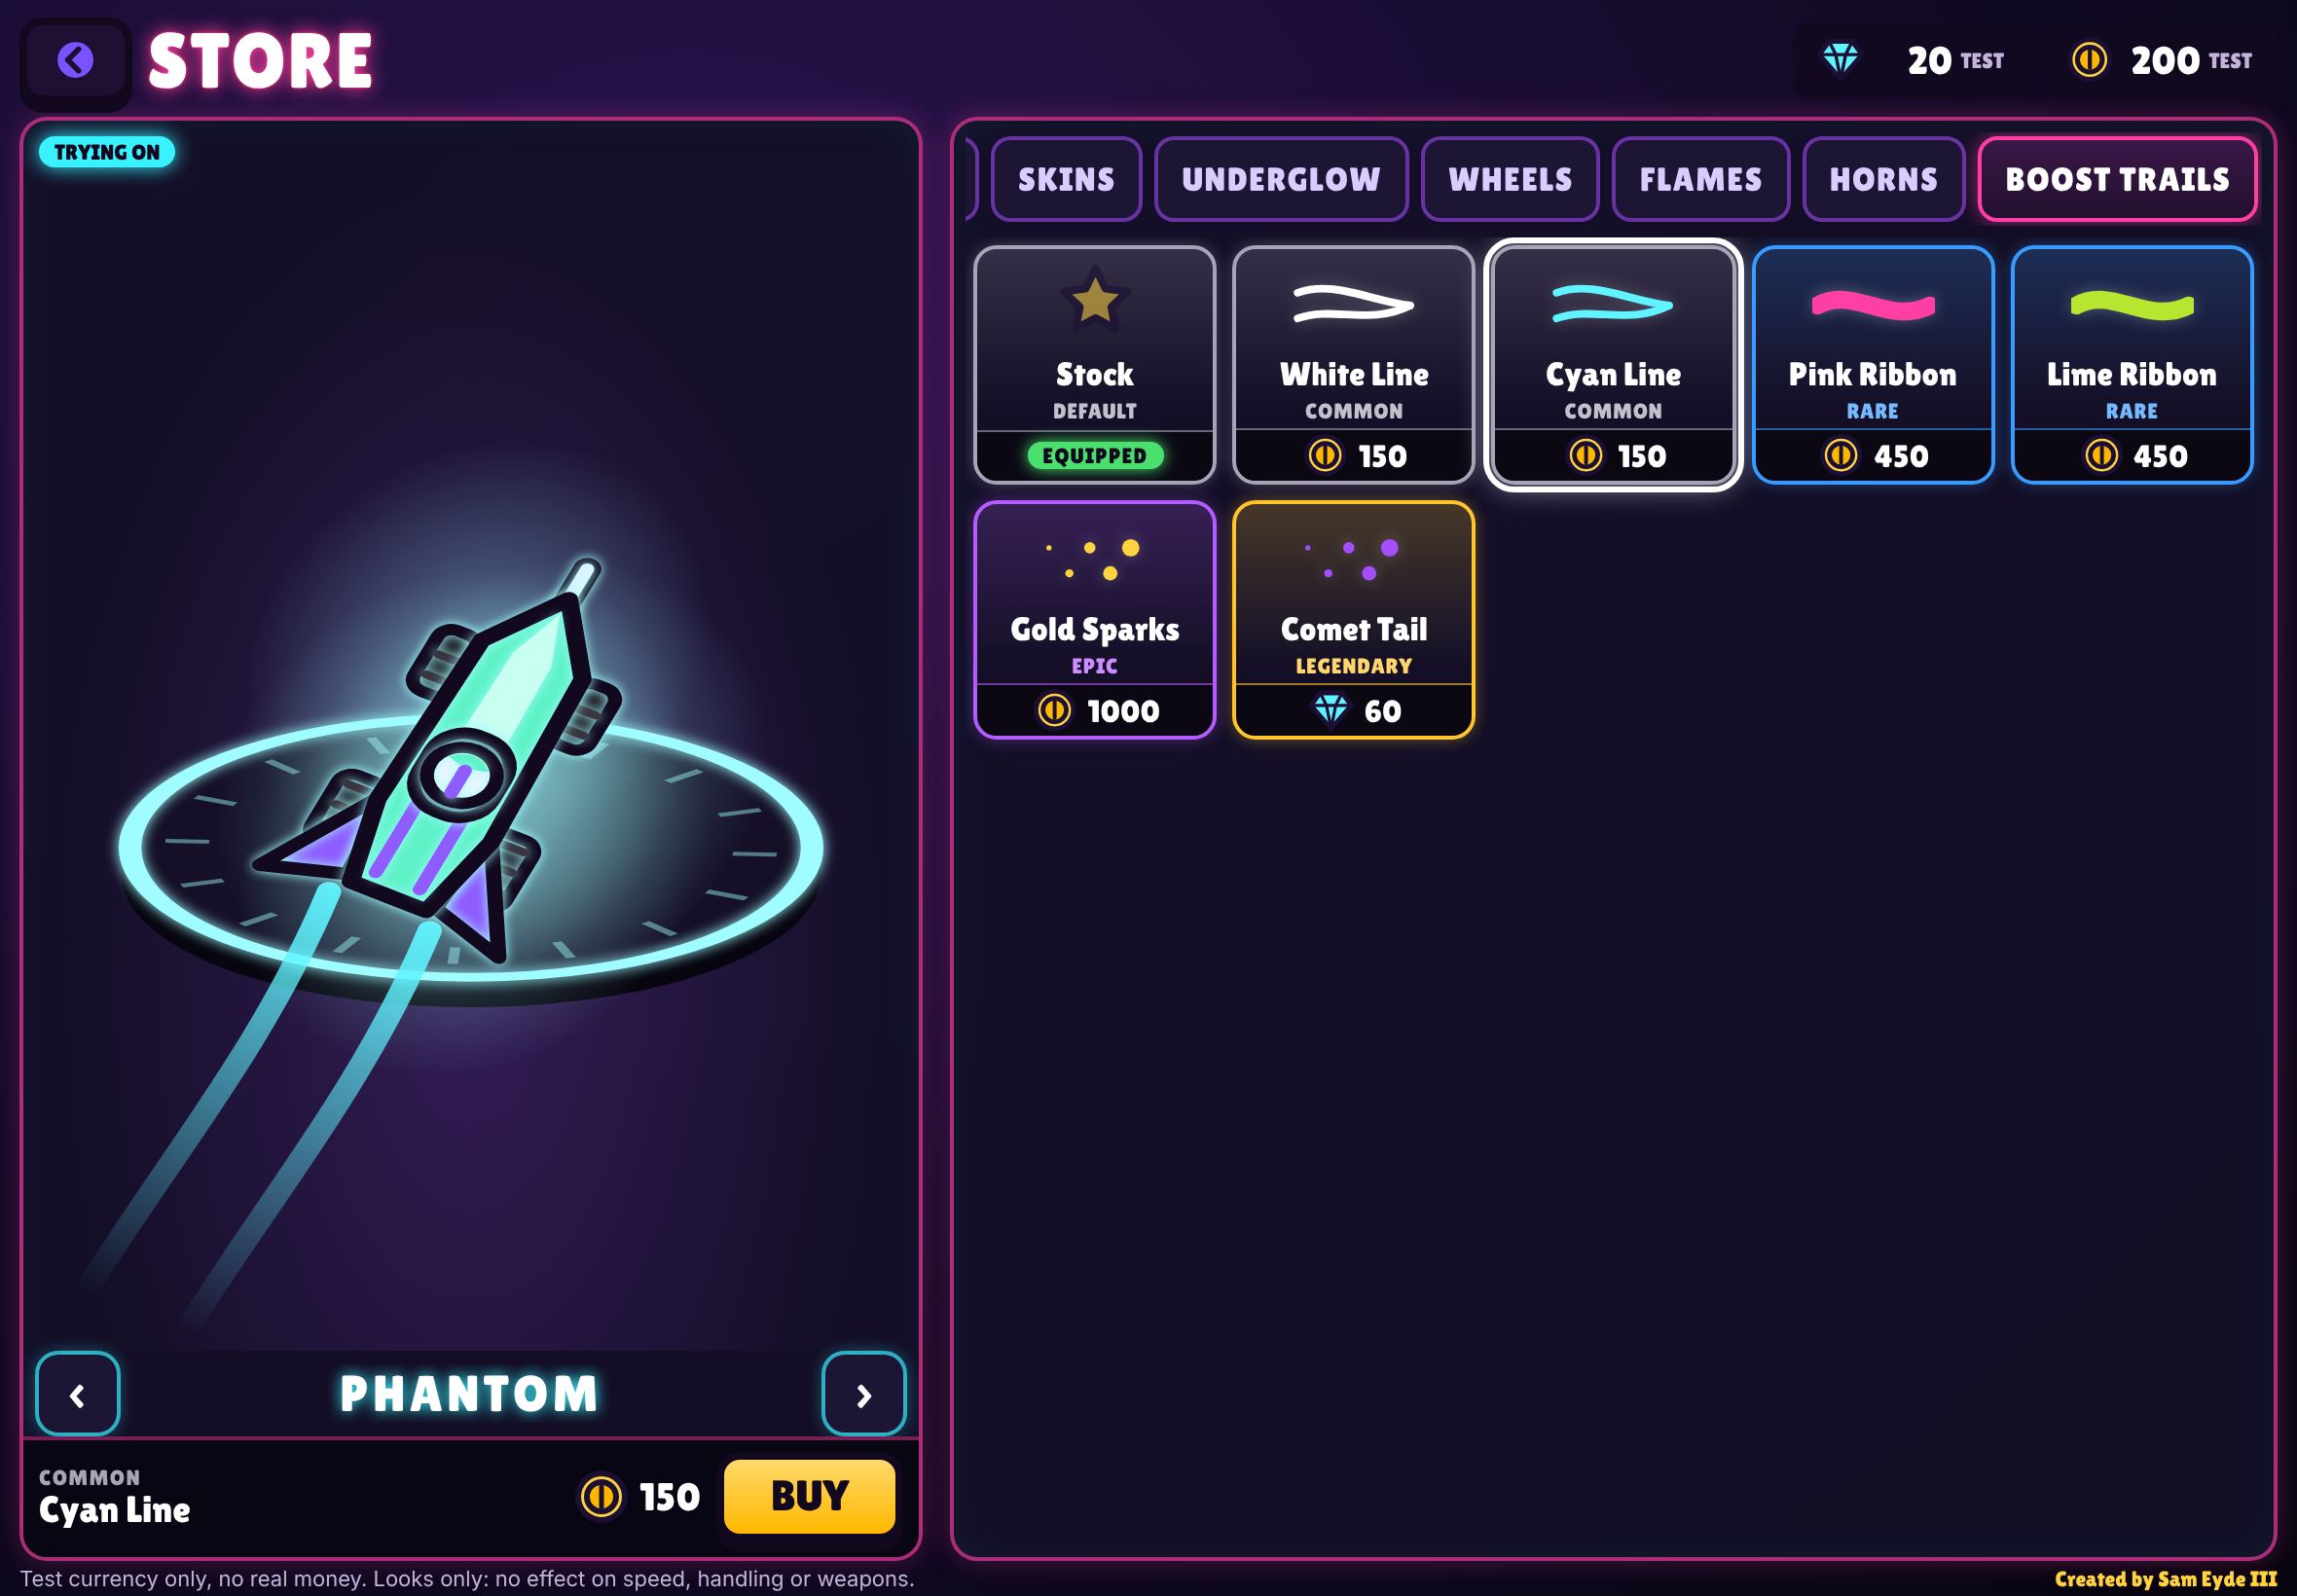 STORE
20 TEST
200 TEST
TRYING ON
SKINS
UNDERGLOW
WHEELS
FLAMES
HORNS
BOOST TRAILS
Stock
DEFAULT
EQUIPPED
White Line
COMMON
150
Cyan Line
COMMON
150
Pink Ribbon
RARE
450
Lime Ribbon
RARE
450
Gold Sparks
EPIC
1000
Comet Tail
LEGENDARY
60
PHANTOM
COMMON
Cyan Line
150
BUY
Test currency only, no real money. Looks only: no effect on speed, handling or weapons.
Created by Sam Eyde III